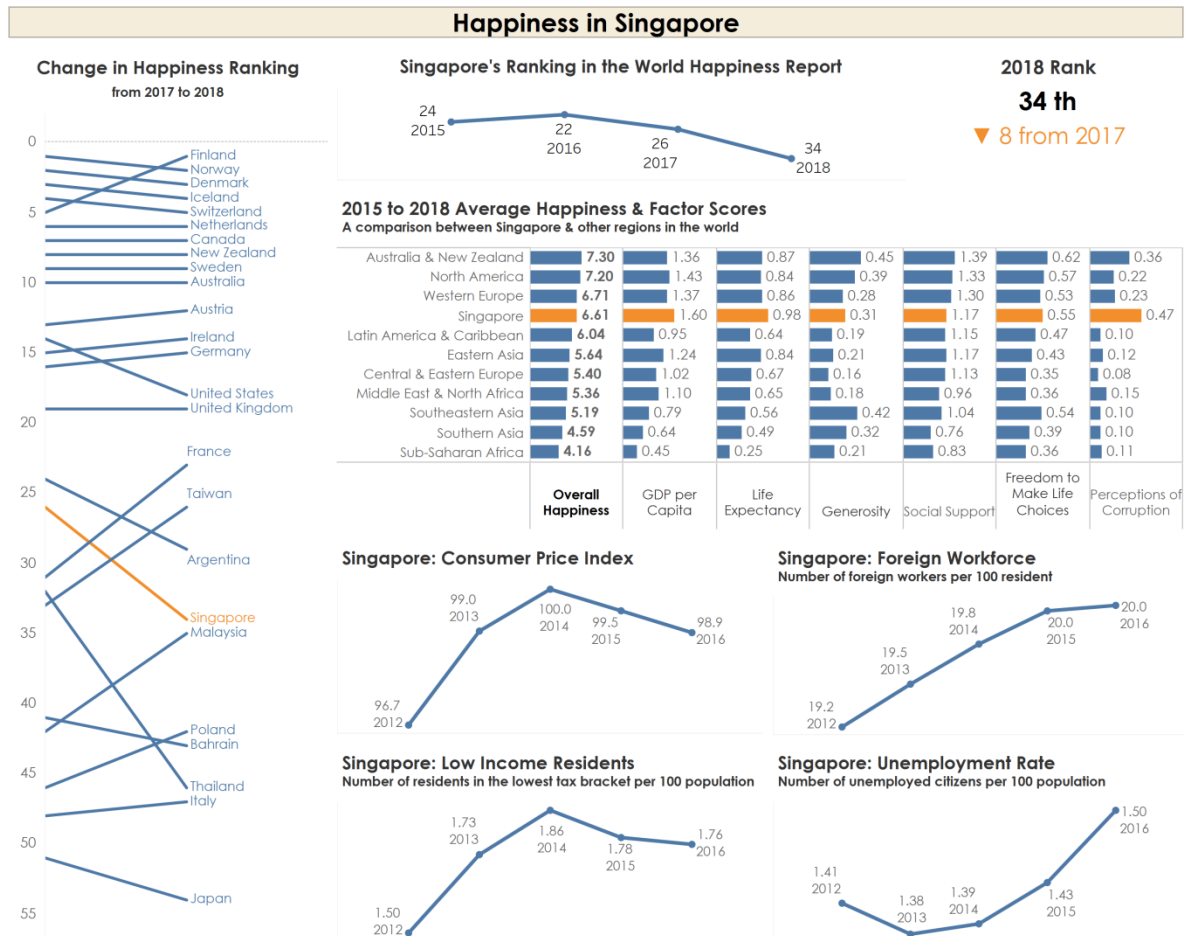 Happiness in Singapore
Change in Happiness Ranking
from 2017 to 2018
0
5
10
15
20
25
30
35
40
45
50
55
Finland
Norway
Denmark
Iceland
Switzerland
Netherlands
Canada
New Zealand
Sweden
Australia
Austria
Ireland
Germany
United States
United Kingdom
France
Taiwan
Argentina
Singapore
Malaysia
Poland
Bahrain
Thailand
Italy
Japan
Singapore's Ranking in the World Happiness Report
24
2015
22
2016
26
2017
34
2018
2018 Rank
34 th
▼ 8 from 2017
2015 to 2018 Average Happiness & Factor Scores
A comparison between Singapore & other regions in the world
Australia & New Zealand 7.30 1.36 0.87 0.45 1.39 0.62 0.36
North America 7.20 1.43 0.84 0.39 1.33 0.57 0.22
Western Europe 6.71 1.37 0.86 0.28 1.30 0.53 0.23
Singapore 6.61 1.60 0.98 0.31 1.17 0.55 0.47
Latin America & Caribbean 6.04 0.95 0.64 0.19 1.15 0.47 0.10
Eastern Asia 5.64 1.24 0.84 0.21 1.17 0.43 0.12
Central & Eastern Europe 5.40 1.02 0.67 0.16 1.13 0.35 0.08
Middle East & North Africa 5.36 1.10 0.65 0.18 0.96 0.36 0.15
Southeastern Asia 5.19 0.79 0.56 0.42 1.04 0.54 0.10
Southern Asia 4.59 0.64 0.49 0.32 0.76 0.39 0.10
Sub-Saharan Africa 4.16 0.45 0.25 0.21 0.83 0.36 0.11
Overall
Happiness
GDP per
Capita
Life
Expectancy
Generosity
Social Support
Freedom to
Make Life
Choices
Perceptions of
Corruption
Singapore: Consumer Price Index
96.7
2012
99.0
2013
100.0
2014
99.5
2015
98.9
2016
Singapore: Foreign Workforce
Number of foreign workers per 100 resident
19.2
2012
19.5
2013
19.8
2014
20.0
2015
20.0
2016
Singapore: Low Income Residents
Number of residents in the lowest tax bracket per 100 population
1.50
2012
1.73
2013
1.86
2014
1.78
2015
1.76
2016
Singapore: Unemployment Rate
Number of unemployed citizens per 100 population
1.41
2012
1.38
2013
1.39
2014
1.43
2015
1.50
2016